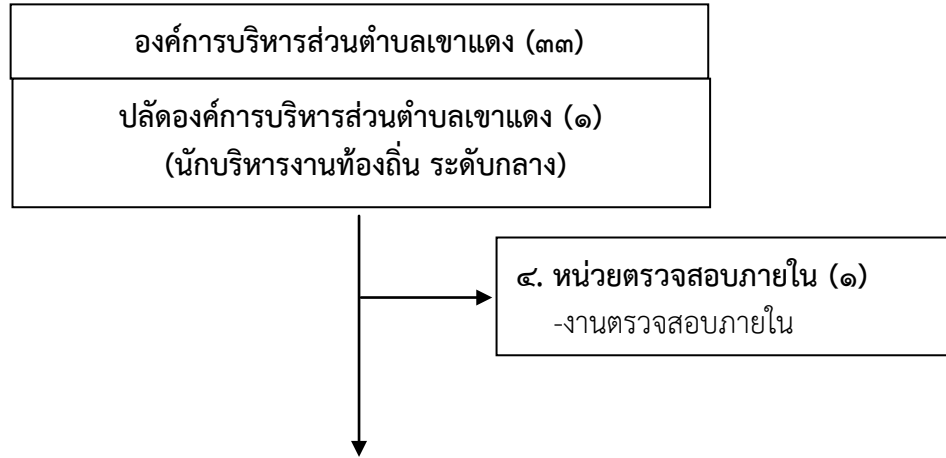 องค์การบริหารส่วนตำบลเขาแดง (๓๓)
ปลัดองค์การบริหารส่วนตำบลเขาแดง (๑)
(นักบริหารงานท้องถิ่น ระดับกลาง)
๔. หน่วยตรวจสอบภายใน (๑)
-งานตรวจสอบภายใน